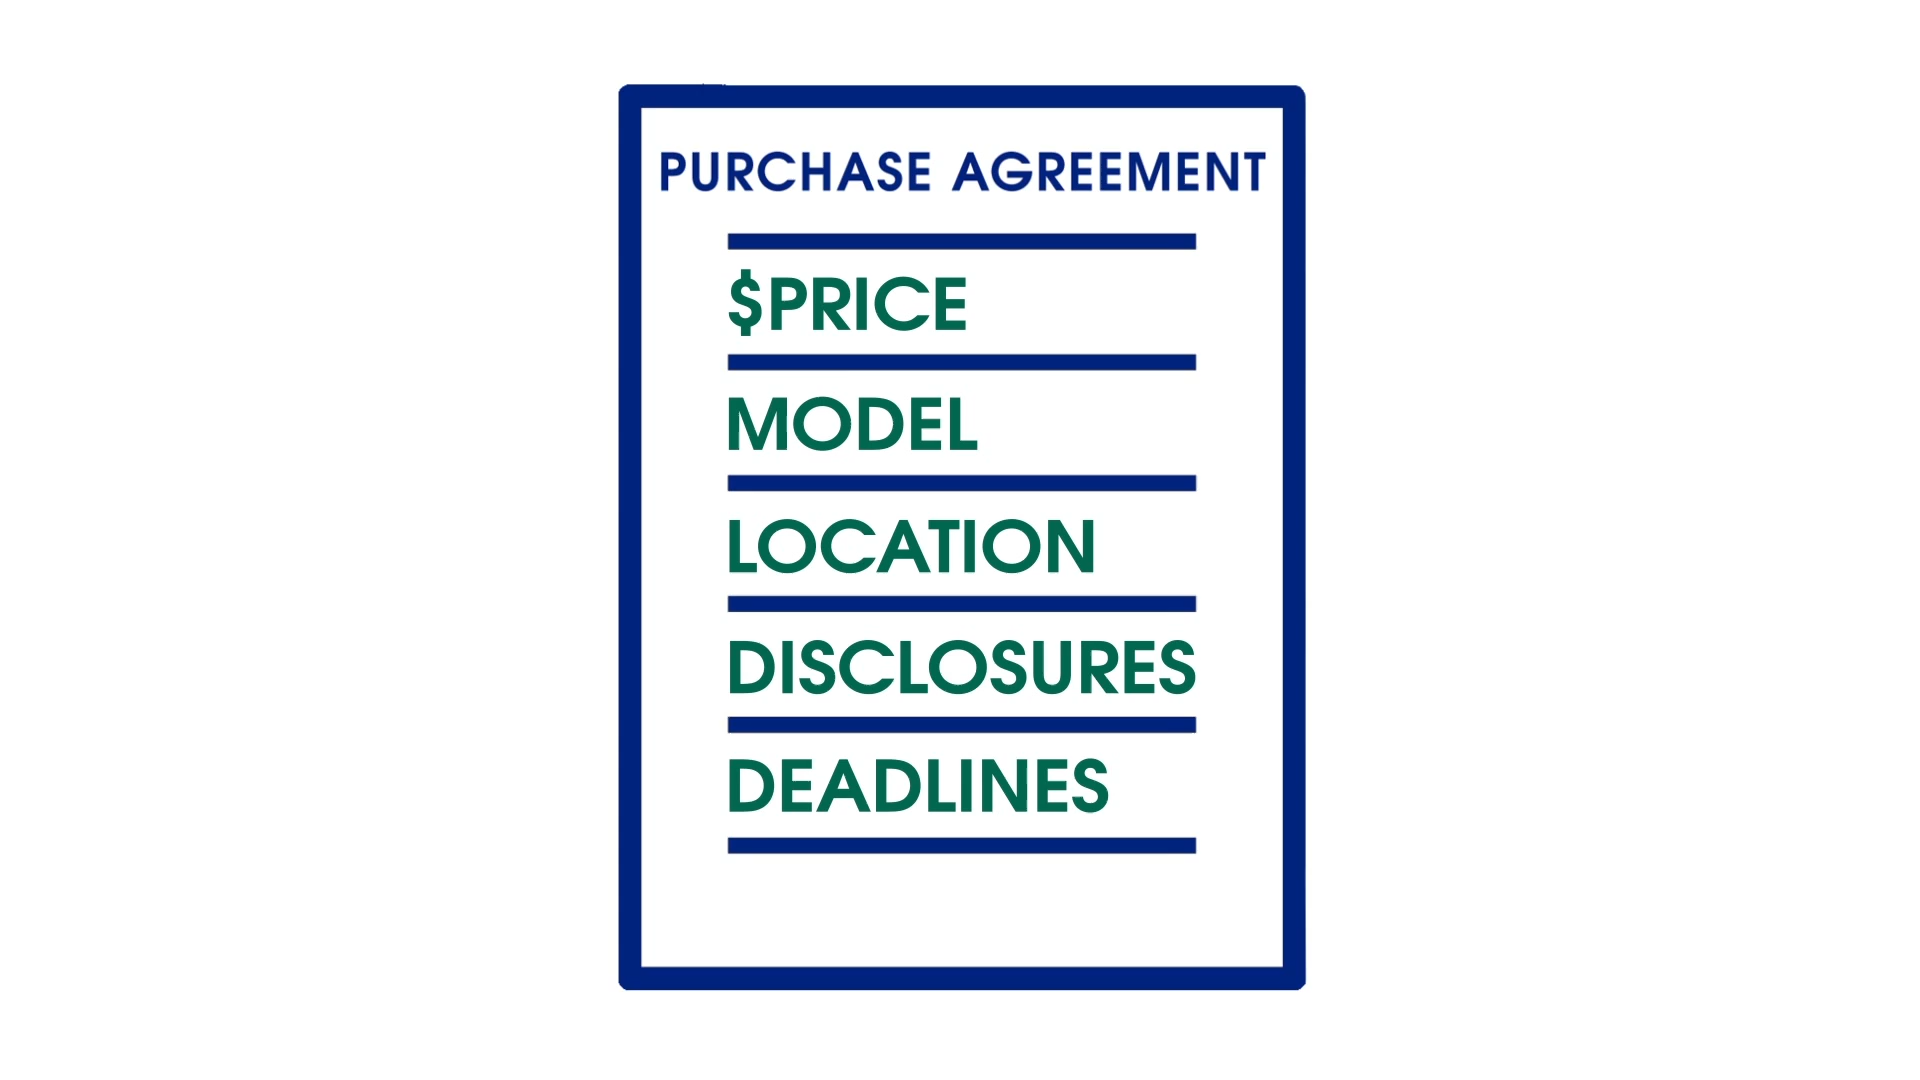 PURCHASE AGREEMENT
$PRICE
MODEL
LOCATION
DISCLOSURES
DEADLINES